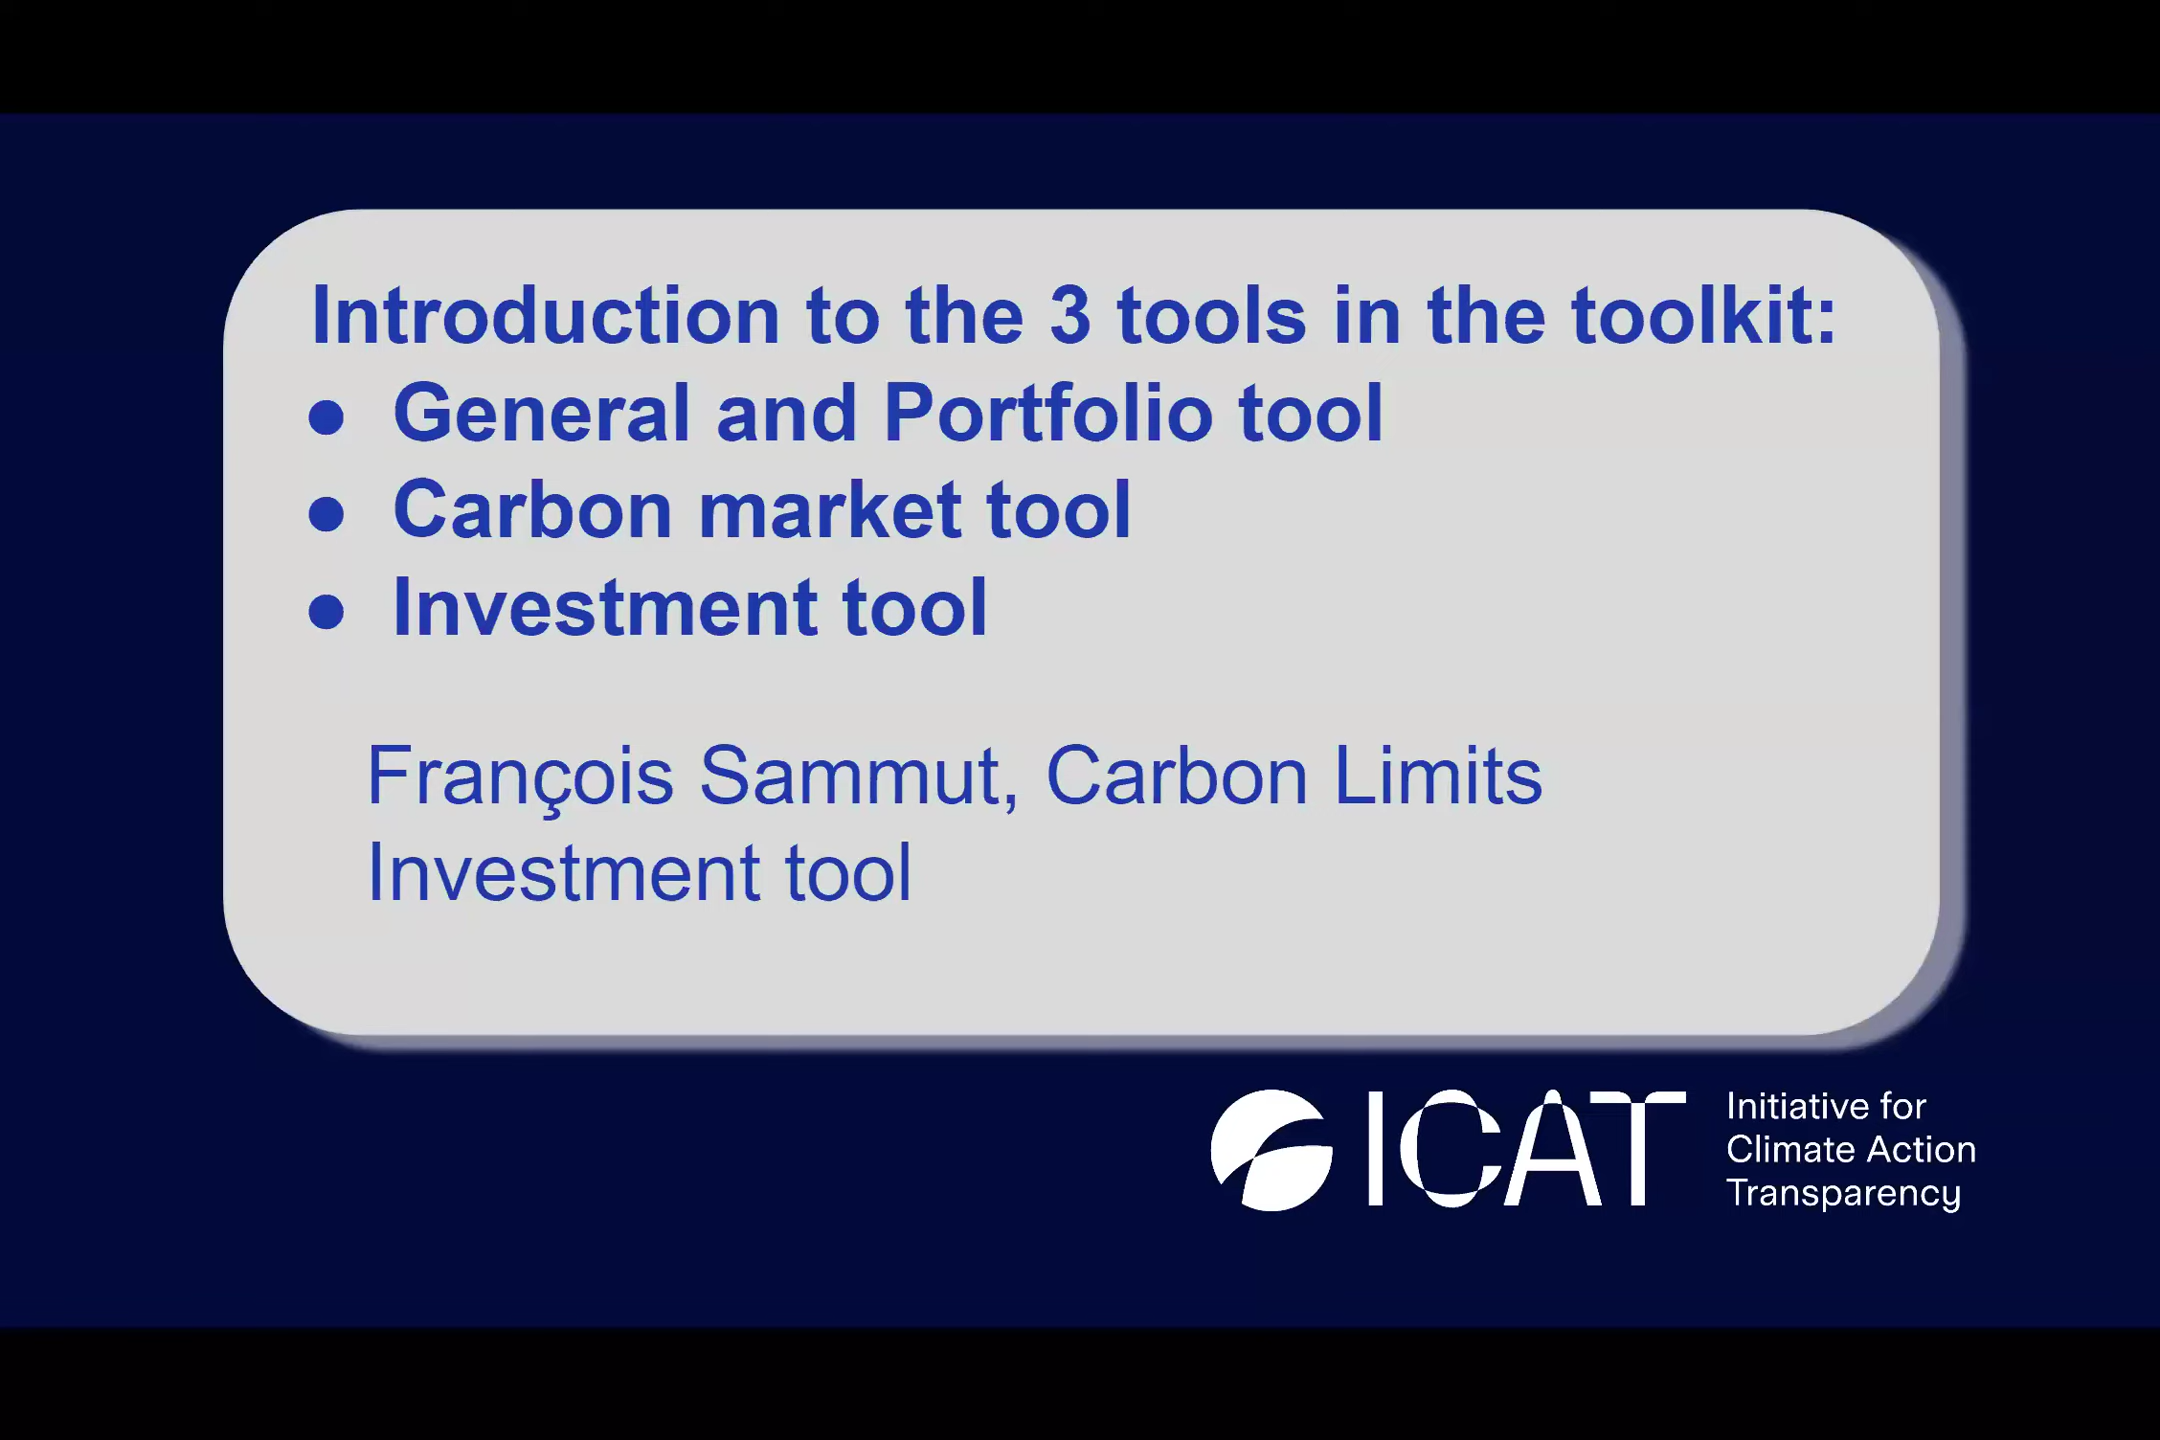 Introduction to the 3 tools in the toolkit:
● General and Portfolio tool
● Carbon market tool
● Investment tool
François Sammut, Carbon Limits
Investment tool
ICAT
Initiative for
Climate Action
Transparency